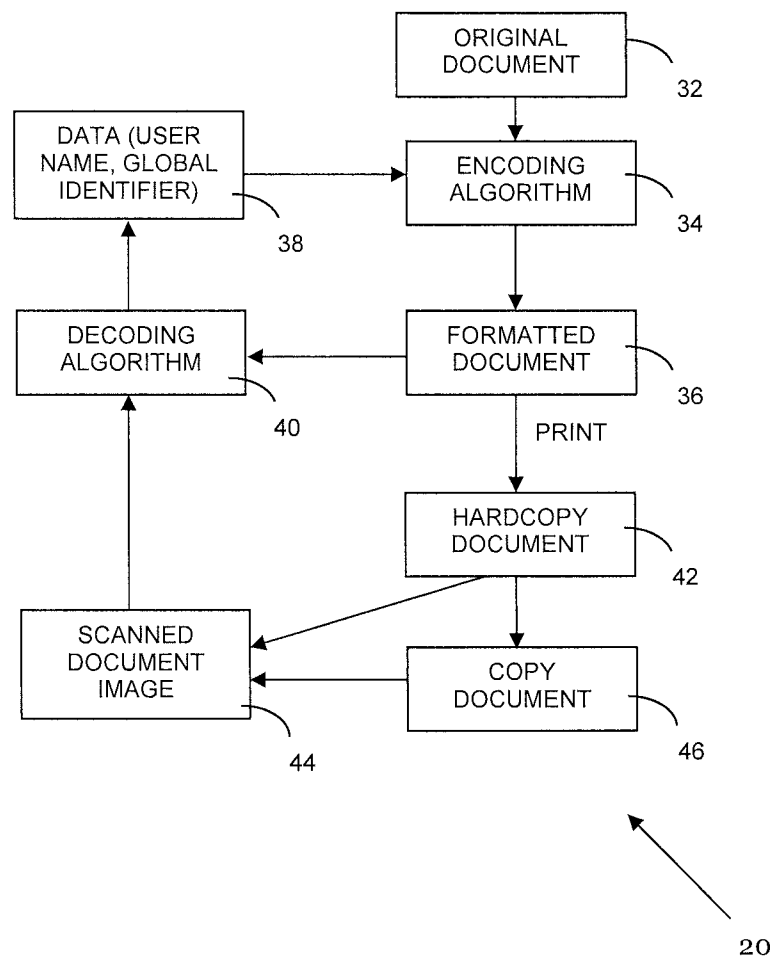 ORIGINAL
DOCUMENT
32
DATA (USER
NAME, GLOBAL
IDENTIFIER)
38
ENCODING
ALGORITHM
34
DECODING
ALGORITHM
40
FORMATTED
DOCUMENT
36
PRINT
HARDCOPY
DOCUMENT
42
SCANNED
DOCUMENT
IMAGE
44
COPY
DOCUMENT
46
20